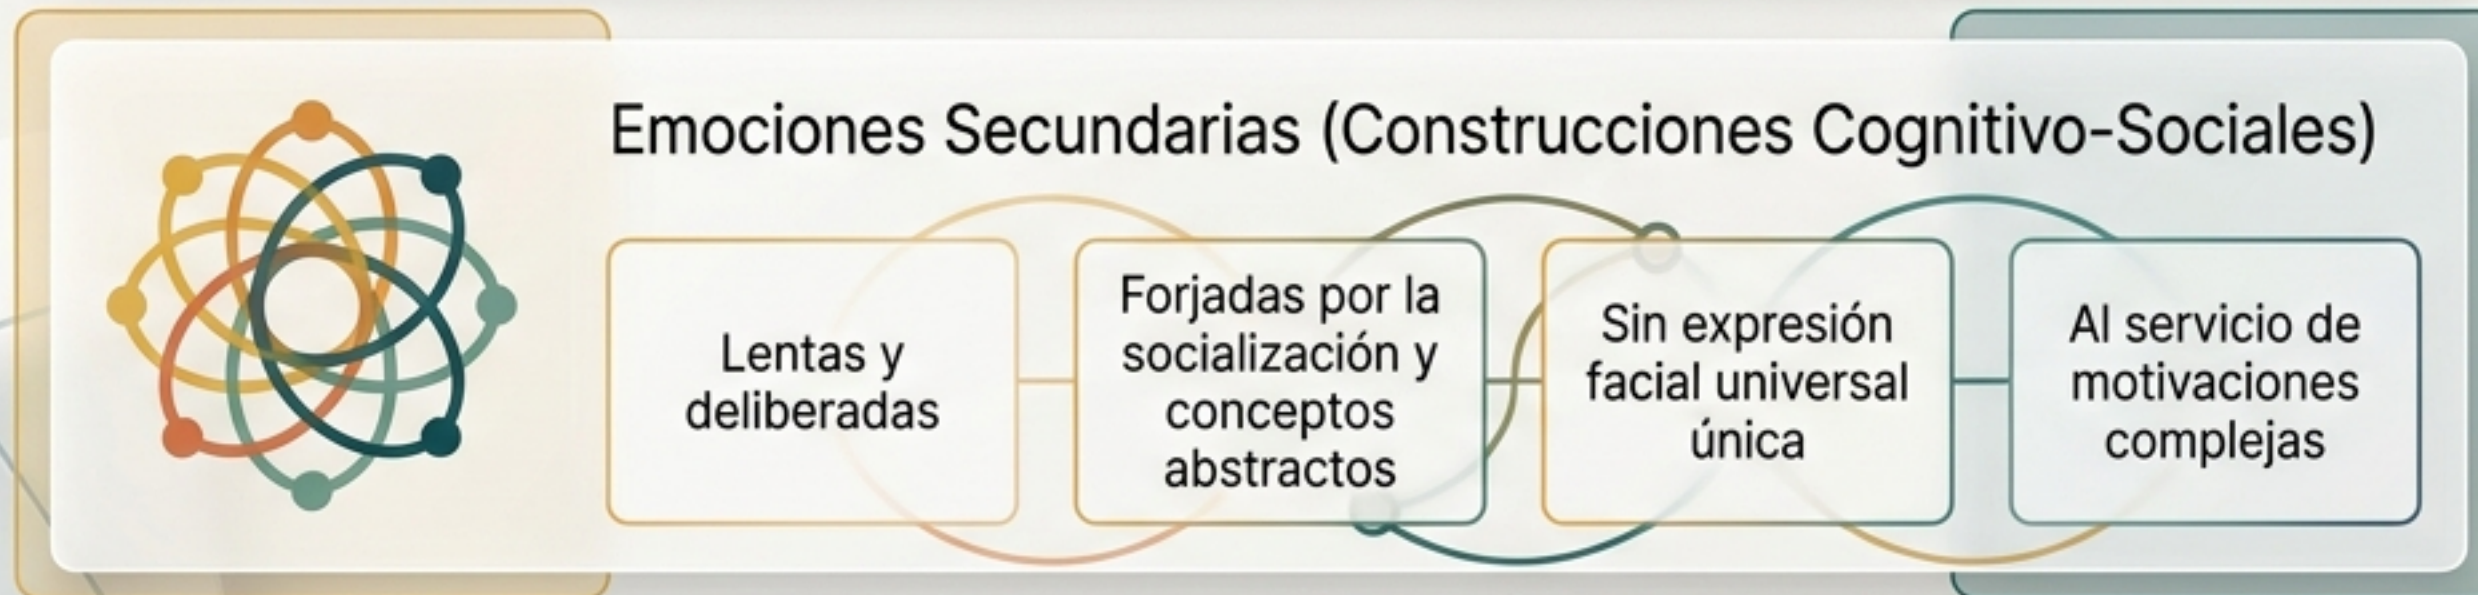 Emociones Secundarias (Construcciones Cognitivo-Sociales)
Lentas y
deliberadas
Forjadas por la
socialización y
conceptos
abstractos
Sin expresión
facial universal
única
Al servicio de
motivaciones
complejas